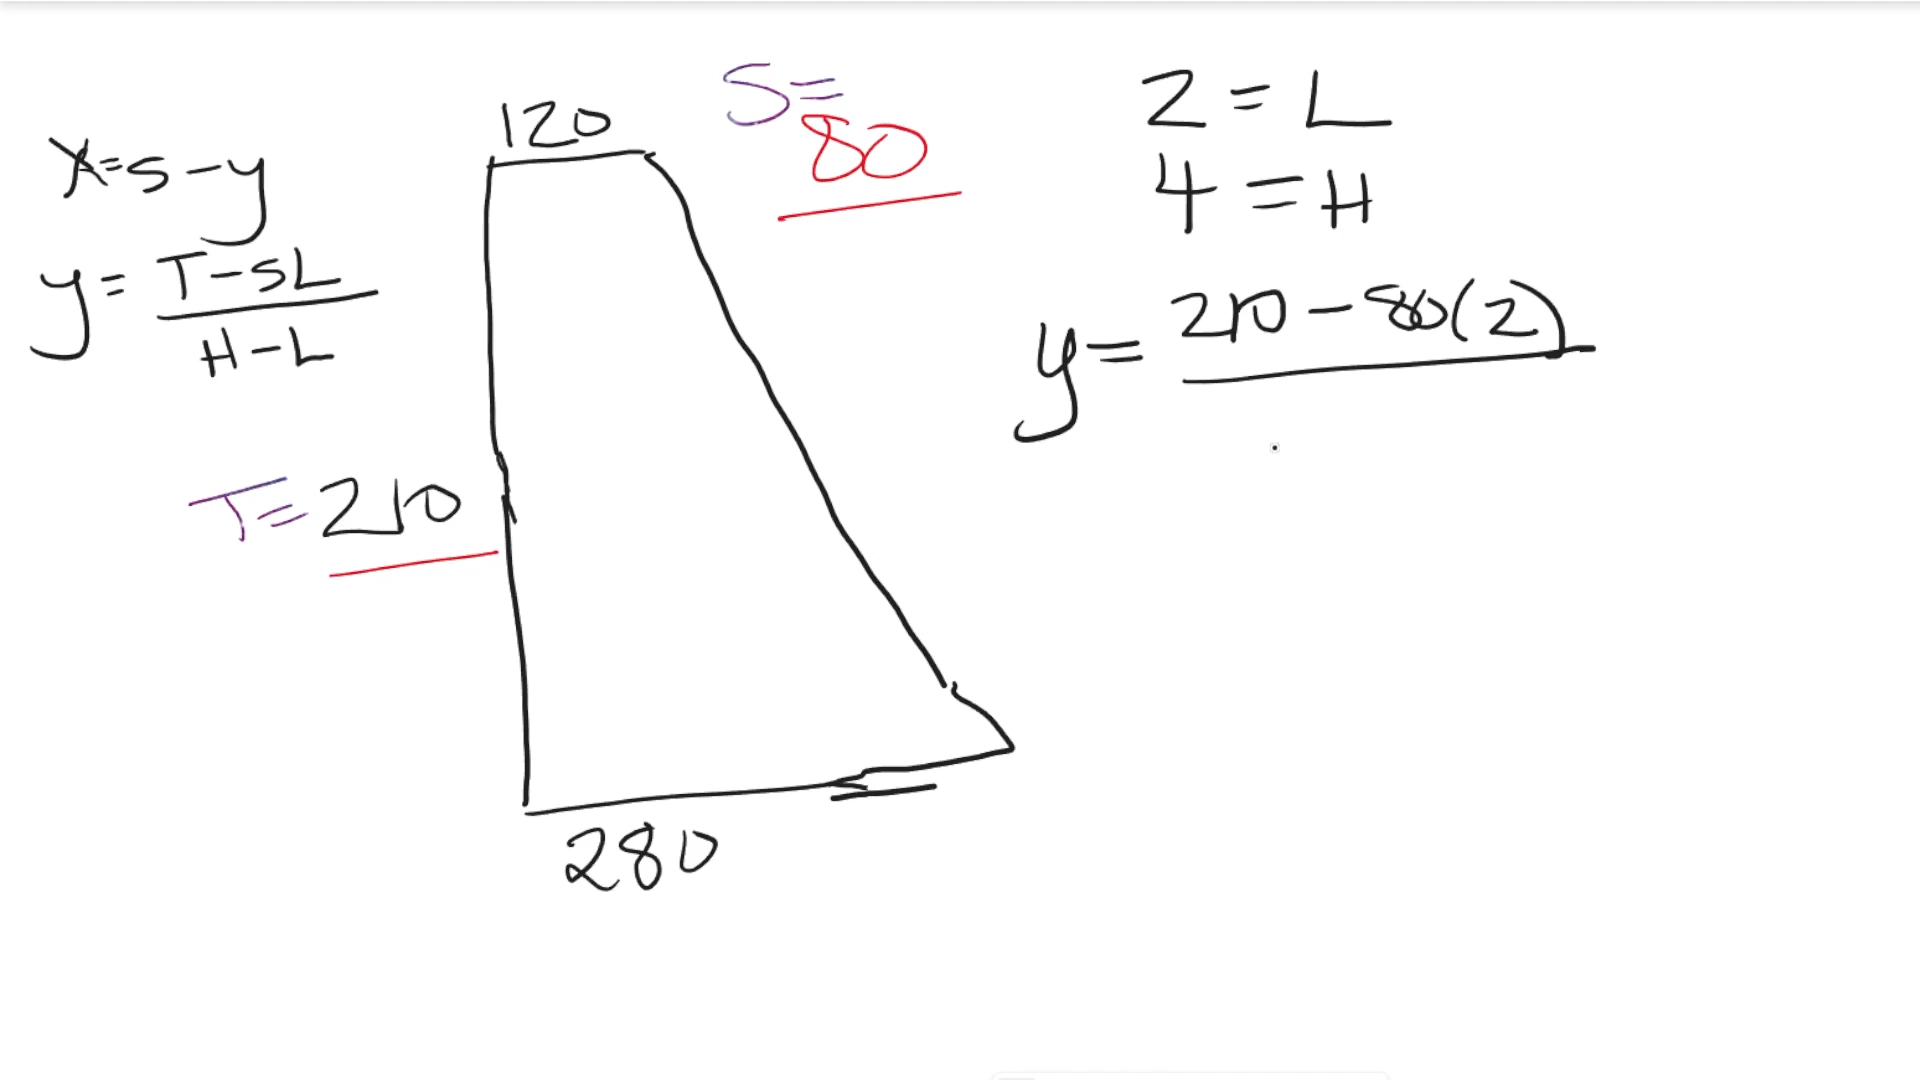 x=s-y
y= T-SL
H-L
120
S=
80
T=210
280
2=L
4=H
y= 210-80(2)